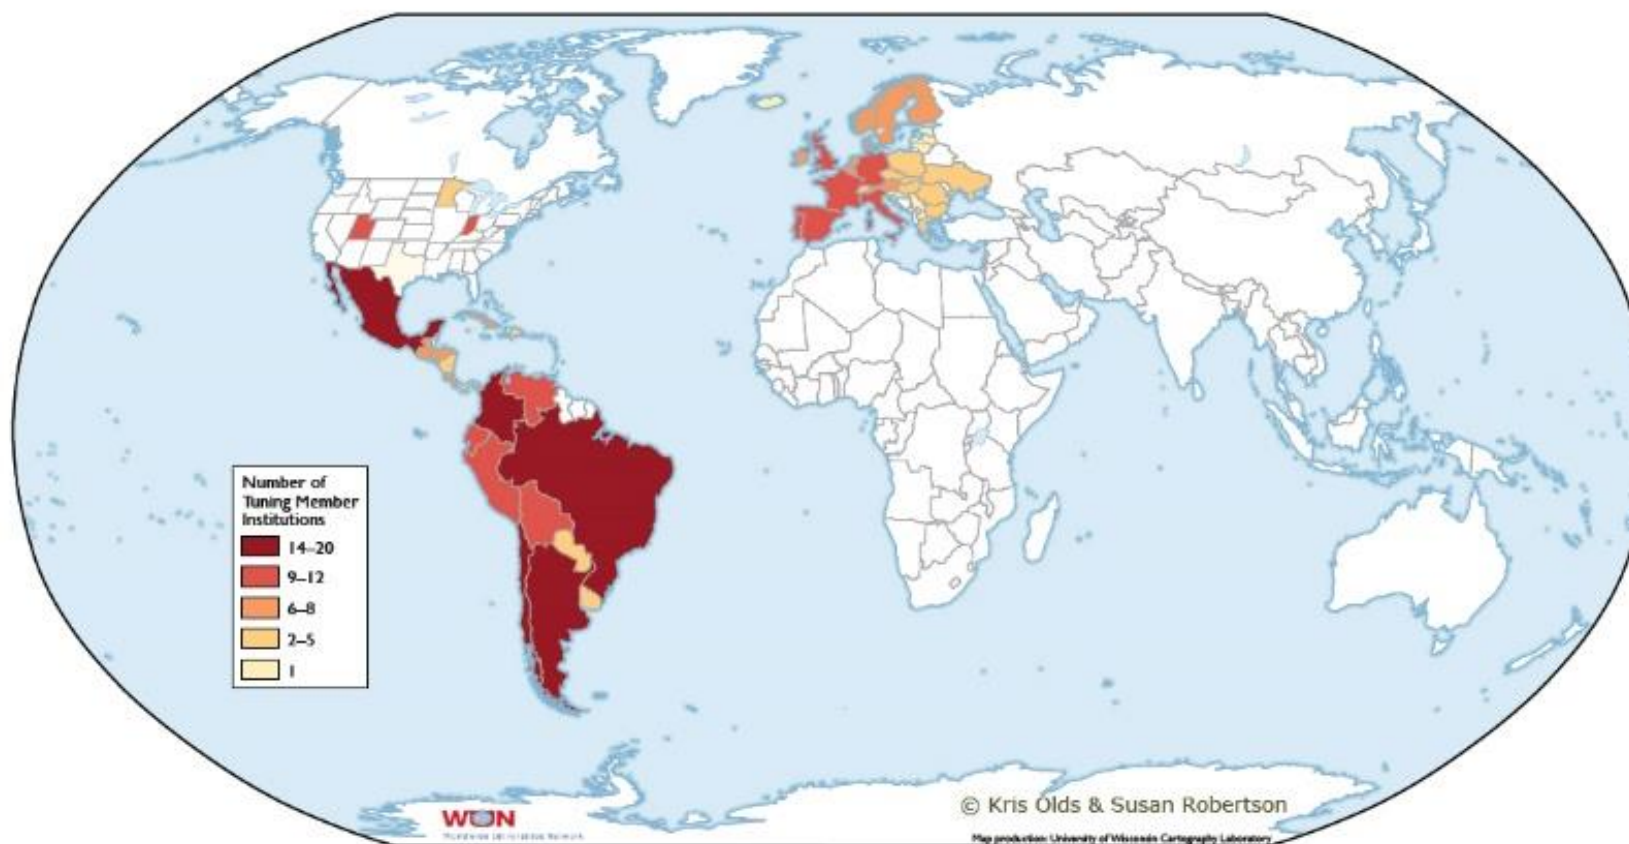 Number of
Tuning Member
Institutions
14–20
9–12
6–8
2–5
1
WUN
© Kris Olds & Susan Robertson
Map production: University of Wisconsin Cartography Laboratory